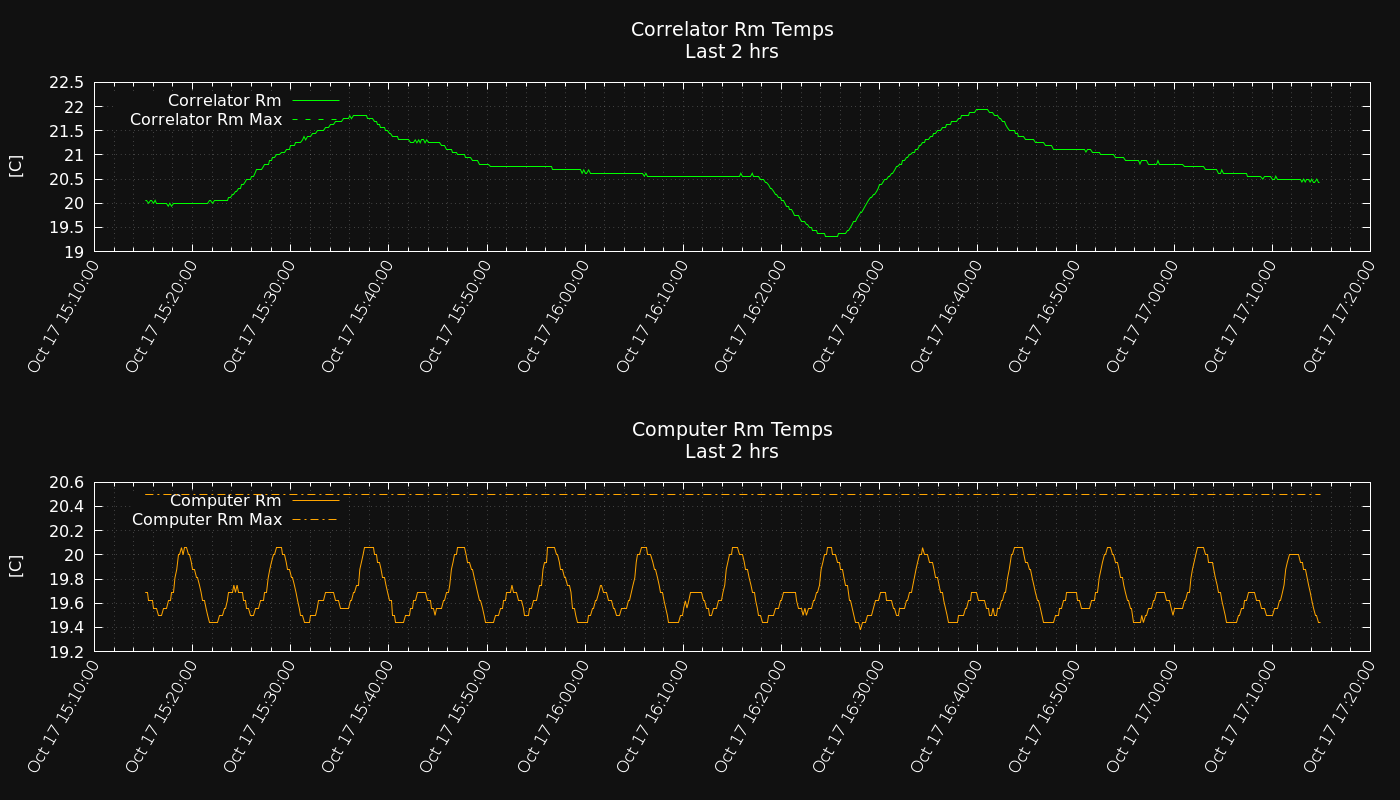 Correlator Rm Temps
Last 2 hrs
22.5
22
21.5
21
20.5
20
19.5
19
[C]
Correlator Rm
Correlator Rm Max
Oct 17 15:10:00
Oct 17 15:20:00
Oct 17 15:30:00
Oct 17 15:40:00
Oct 17 15:50:00
Oct 17 16:00:00
Oct 17 16:10:00
Oct 17 16:20:00
Oct 17 16:30:00
Oct 17 16:40:00
Oct 17 16:50:00
Oct 17 17:00:00
Oct 17 17:10:00
Oct 17 17:20:00
Computer Rm Temps
Last 2 hrs
20.6
20.4
20.2
20
19.8
19.6
19.4
19.2
[C]
Computer Rm
Computer Rm Max
Oct 17 15:10:00
Oct 17 15:20:00
Oct 17 15:30:00
Oct 17 15:40:00
Oct 17 15:50:00
Oct 17 16:00:00
Oct 17 16:10:00
Oct 17 16:20:00
Oct 17 16:30:00
Oct 17 16:40:00
Oct 17 16:50:00
Oct 17 17:00:00
Oct 17 17:10:00
Oct 17 17:20:00